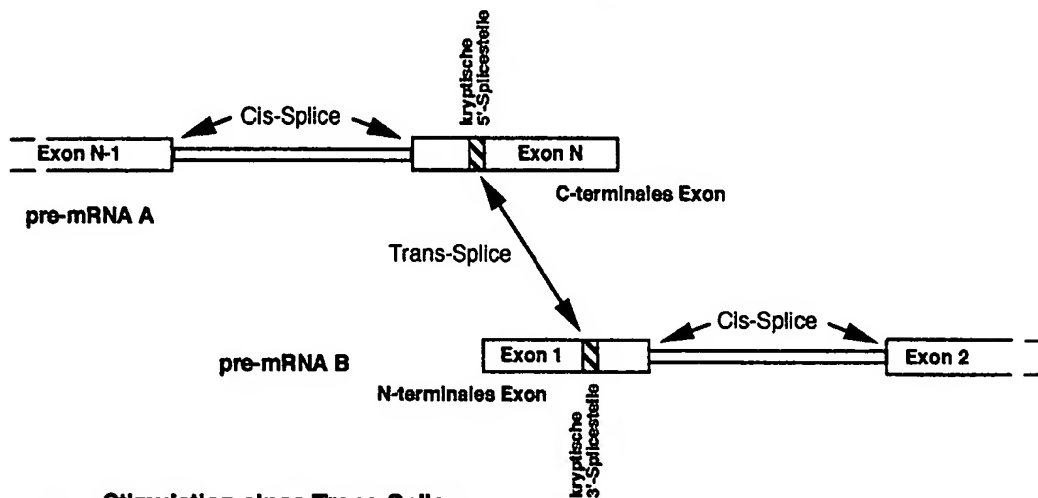 kryptische
5'-Splicestelle
Cis-Splice
Exon N-1
Exon N
C-terminales Exon
pre-mRNA A
Trans-Splice
Cis-Splice
Exon 1
Exon 2
pre-mRNA B
N-terminales Exon
kryptische
3'-Splicestelle